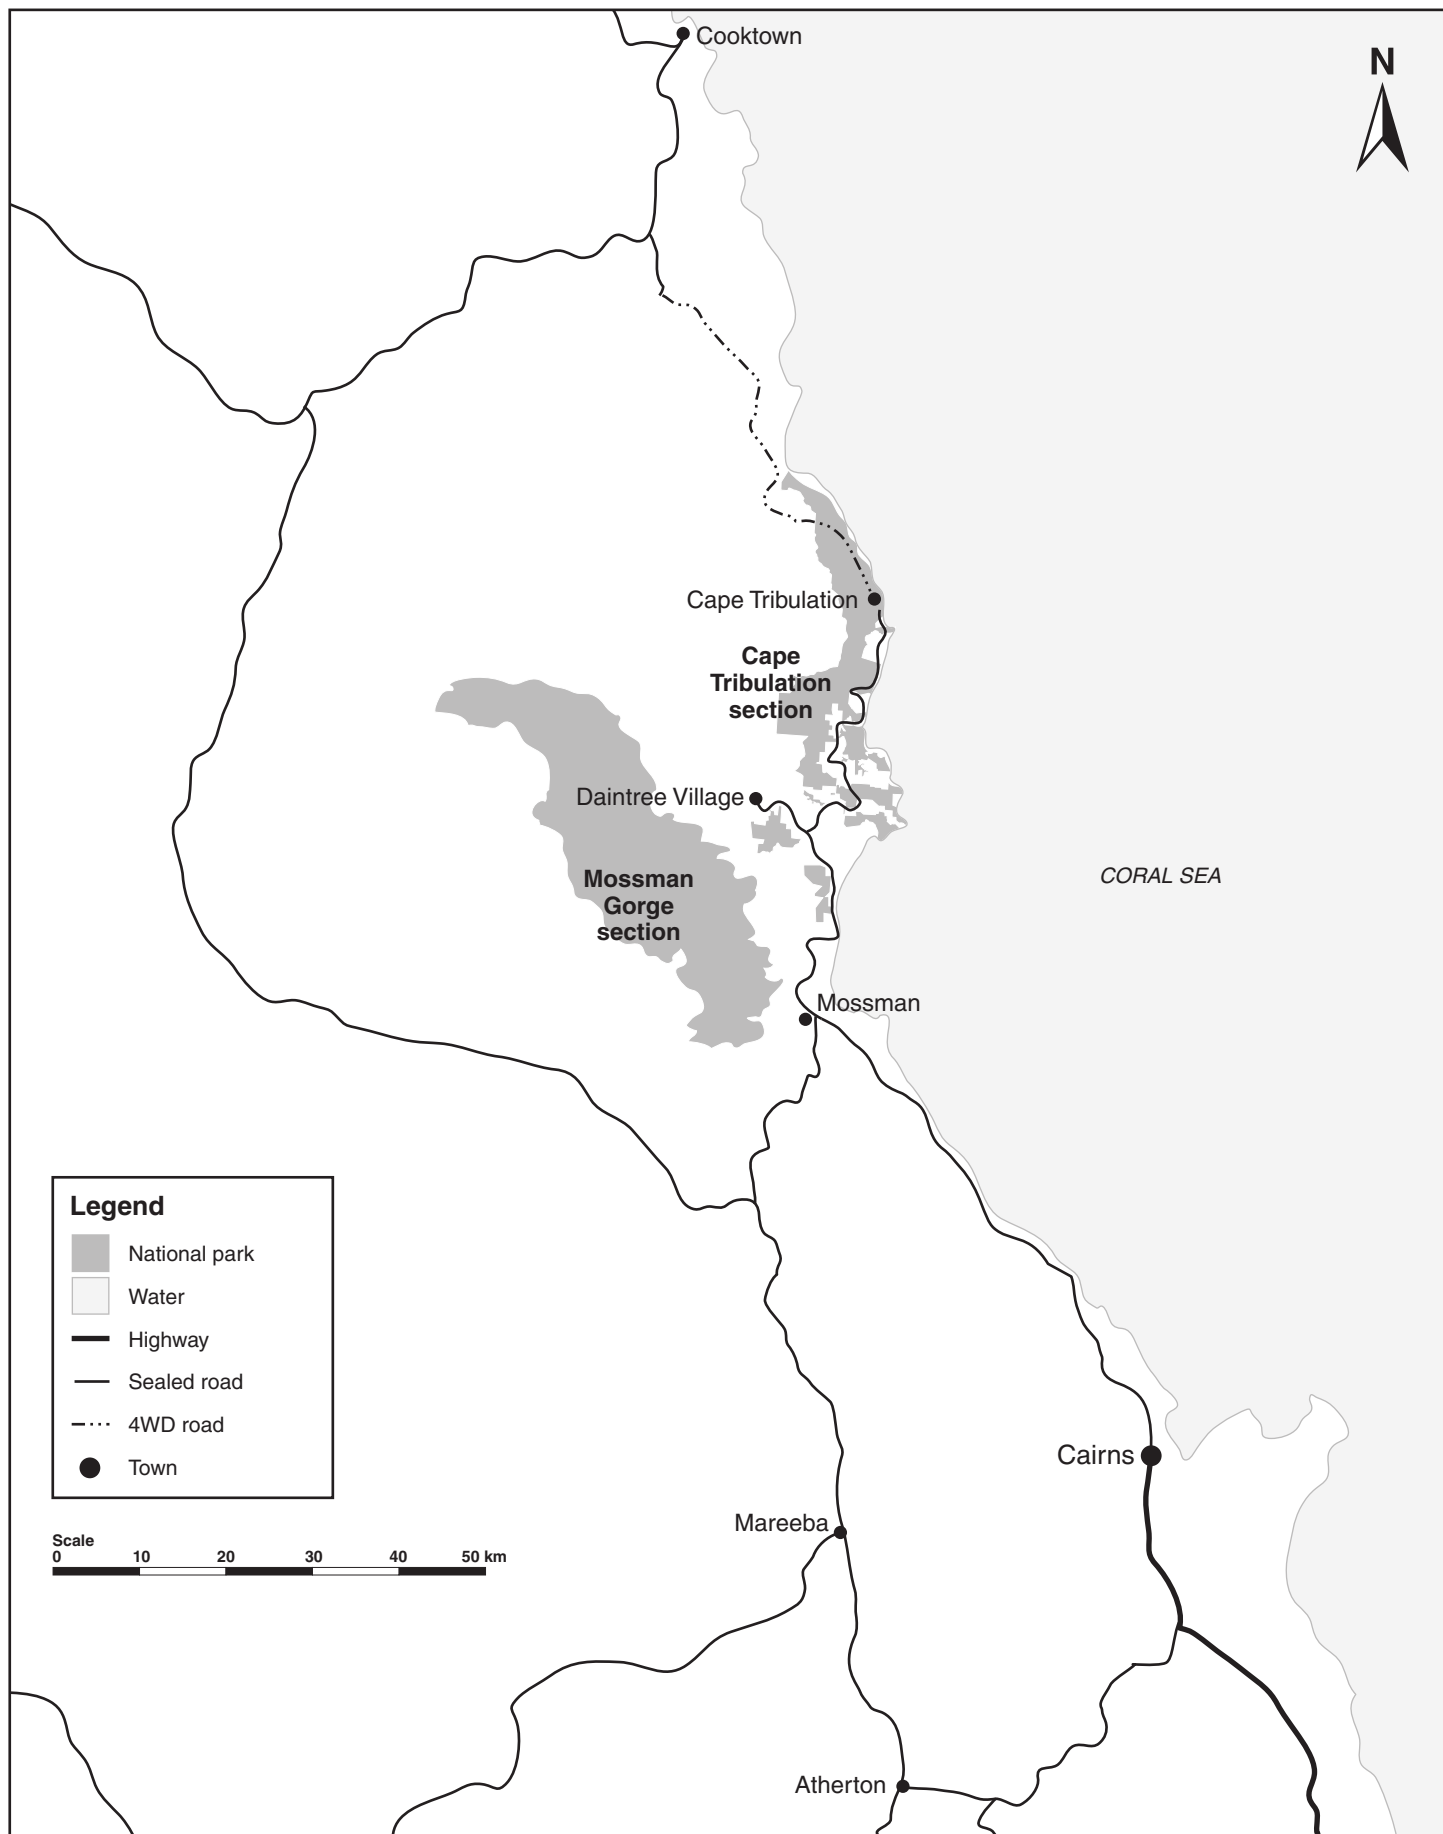 Cooktown
N
Cape Tribulation
Cape
Tribulation
section
Daintree Village
Mossman
Gorge
section
CORAL SEA
Mossman
Legend
National park
Water
Highway
Sealed road
4WD road
Town
Cairns
Mareeba
Scale
0 10 20 30 40 50 km
Atherton